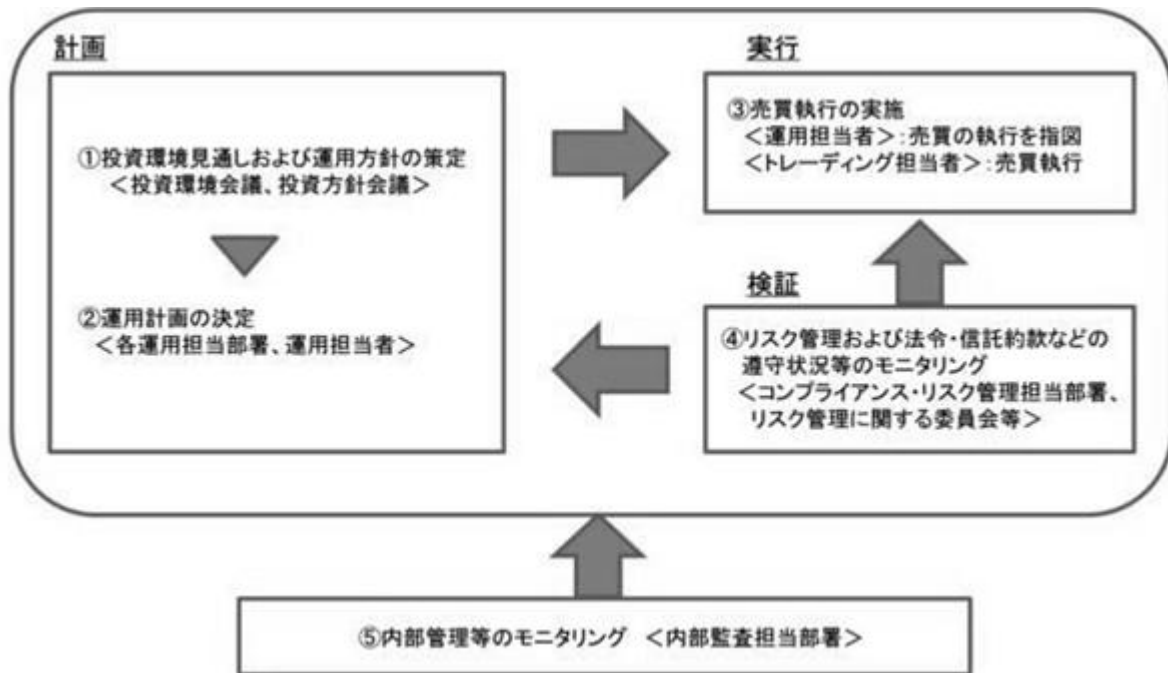 計画
①投資環境見通しおよび運用方針の策定
＜投資環境会議、投資方針会議＞
②運用計画の決定
＜各運用担当部署、運用担当者＞
実行
③売買執行の実施
＜運用担当者＞：売買の執行を指図
＜トレーディング担当者＞：売買執行
検証
④リスク管理および法令・信託約款などの
遵守状況等のモニタリング
＜コンプライアンス・リスク管理担当部署、
リスク管理に関する委員会等＞
⑤内部管理等のモニタリング　＜内部監査担当部署＞